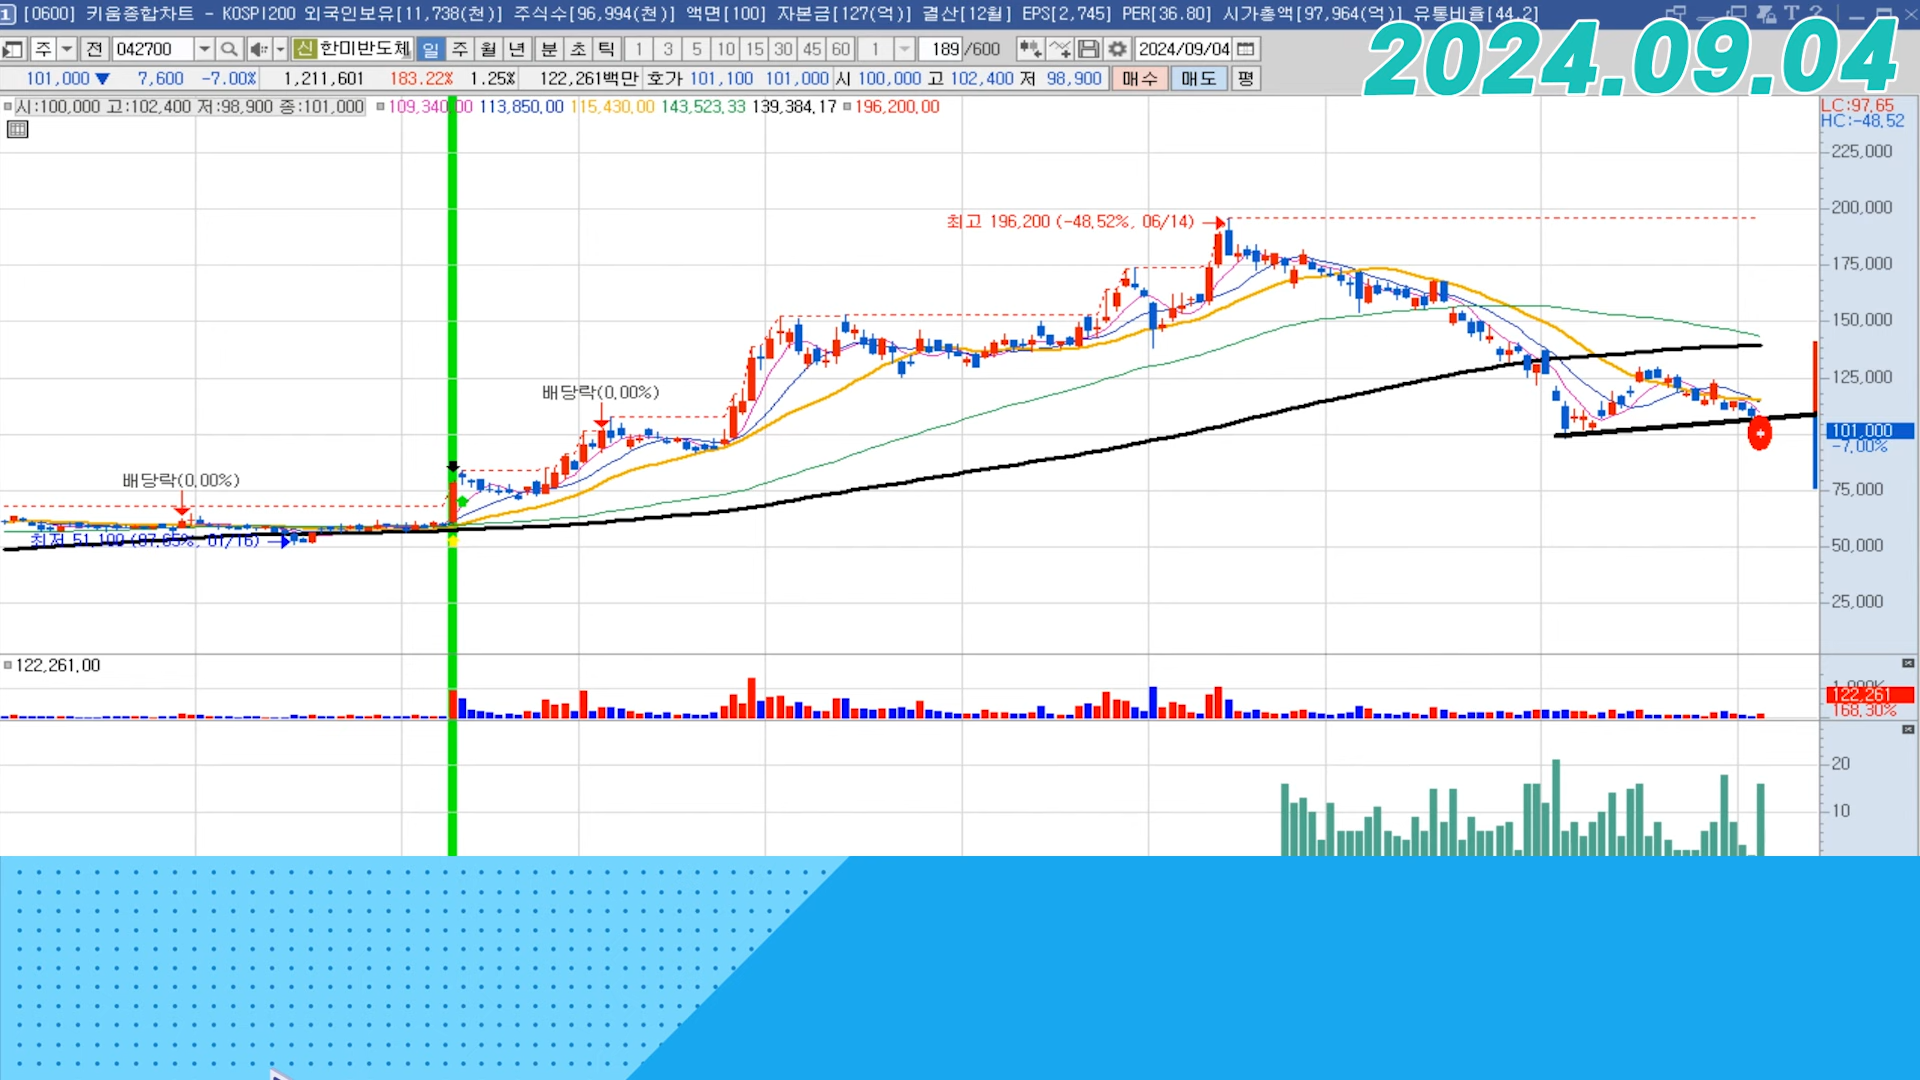 1 [0600] 키움종합차트 - KOSPI200 외국인보유[11,738(천)] 주식수[96,994(천)] 액면[100] 자본금[127(억)] 결산[12월] EPS[2,745] PER[36.80] 시가총액[97,964(억)] 유통비율[44.2]
2024.09.04
주 전 042700 신 한미반도체 일 주 월 년 분 초 틱 1 3 5 10 15 30 45 60 1 189 /600 2024/09/04
101,000 ▼ 7,600 -7.00% 1,211,601 183.22% 1.25% 122,261백만 호가 101,100 101,000 시 100,000 고 102,400 저 98,900 매수 매도 평
시:100,000 고:102,400 저:98,900 종:101,000 109,340.00 113,850.00 115,430.00 143,523.33 139,384.17 196,200.00
LC:97.65
HC:-48.52
225,000
200,000
최고 196,200 (-48.52%, 06/14)
175,000
150,000
125,000
배당락(0.00%)
101,000
-7.00%
배당락(0.00%)
75,000
최저 51,100 (97.65%, 01/16)
50,000
25,000
122,261.00
122,261
168.30%
20
10